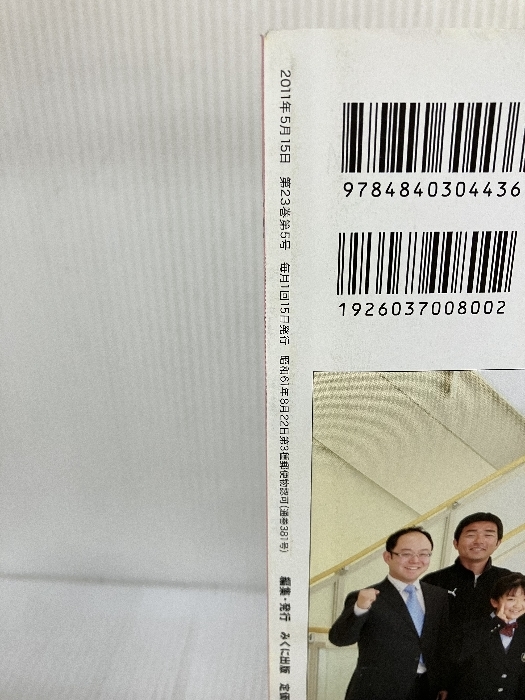 2011年5月15日 第23巻第5号 毎月1回15日発行 昭和61年8月22日第3種郵便物認可(通巻381号) 編集・発行 みくに出版 定価
9784840304436
1926037008002